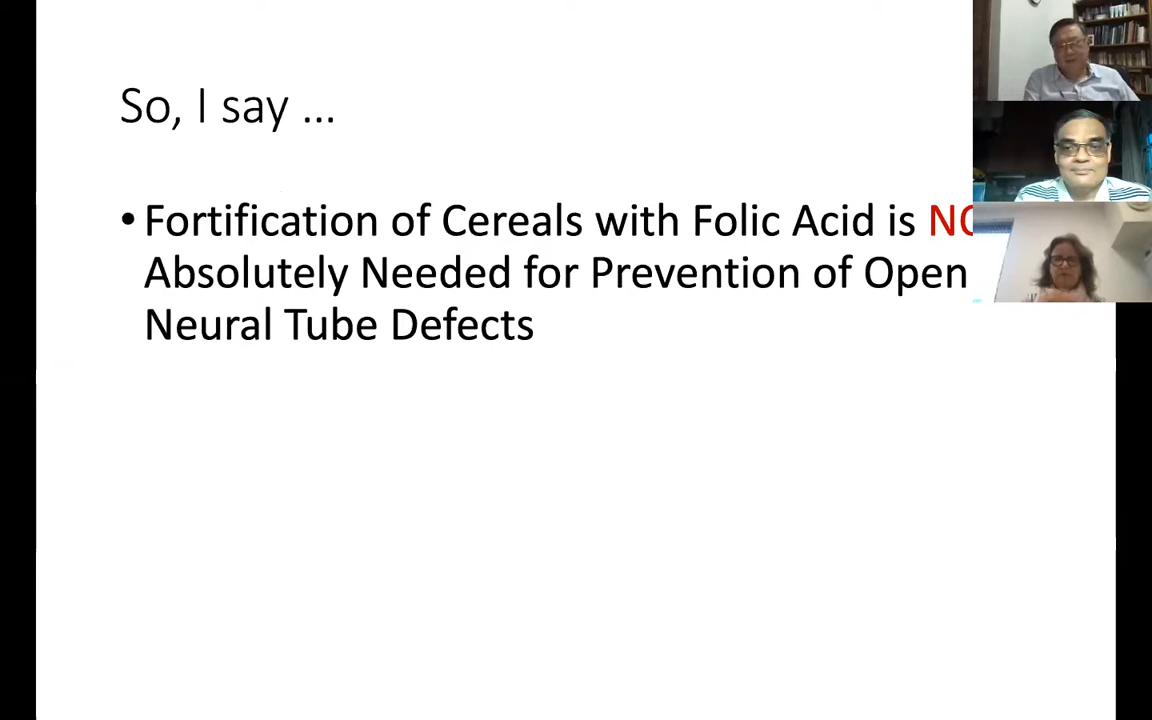 So, I say ...
• Fortification of Cereals with Folic Acid is
Absolutely Needed for Prevention of Open
Neural Tube Defects